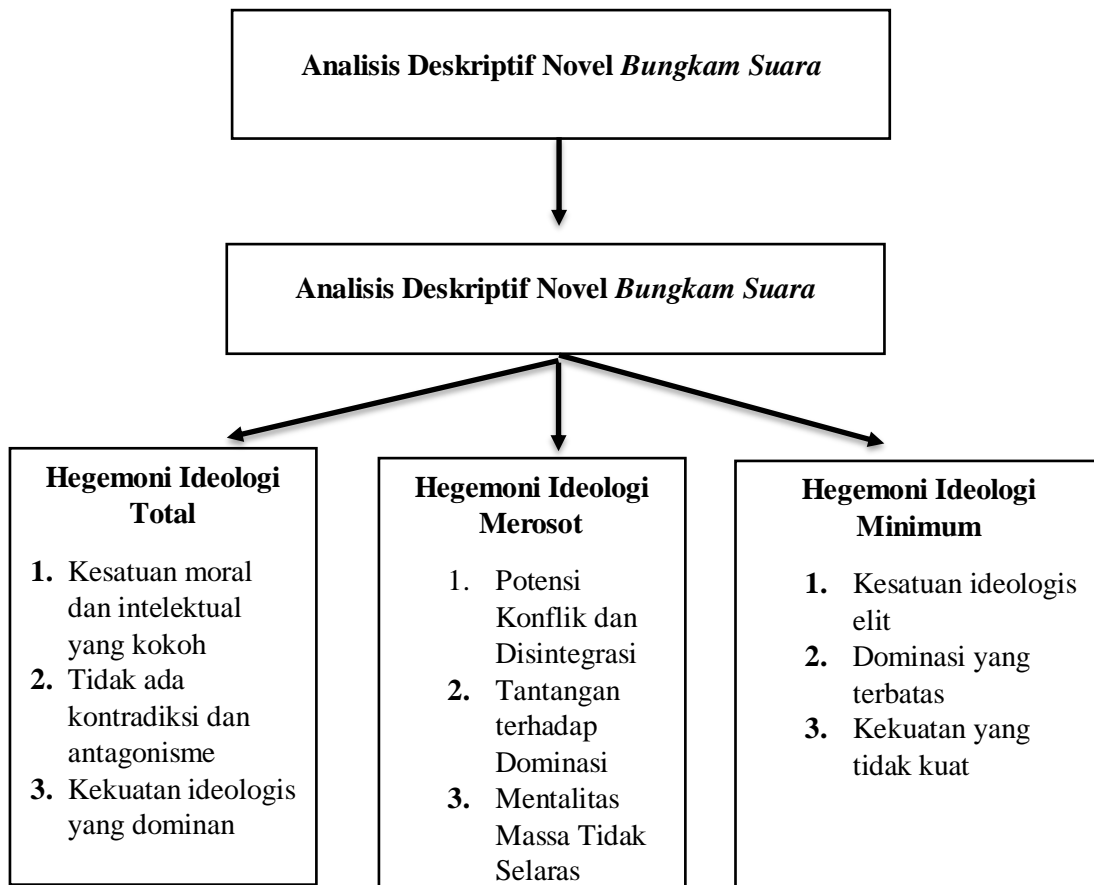 Analisis Deskriptif Novel Bungkam Suara
Analisis Deskriptif Novel Bungkam Suara
Hegemoni Ideologi
Total
1. Kesatuan moral
dan intelektual
yang kokoh
2. Tidak ada
kontradiksi dan
antagonisme
3. Kekuatan ideologis
yang dominan
Hegemoni Ideologi
Merosot
1. Potensi
Konflik dan
Disintegrasi
2. Tantangan
terhadap
Dominasi
3. Mentalitas
Massa Tidak
Selaras
Hegemoni Ideologi
Minimum
1. Kesatuan ideologis
elit
2. Dominasi yang
terbatas
3. Kekuatan yang
tidak kuat